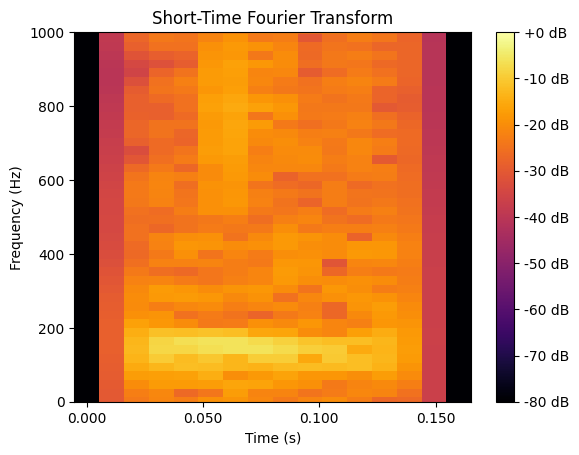 Short-Time Fourier Transform
1000
800
600
400
200
0
Frequency (Hz)
0.000
0.050
0.100
0.150
Time (s)
+0 dB
-10 dB
-20 dB
-30 dB
-40 dB
-50 dB
-60 dB
-70 dB
-80 dB